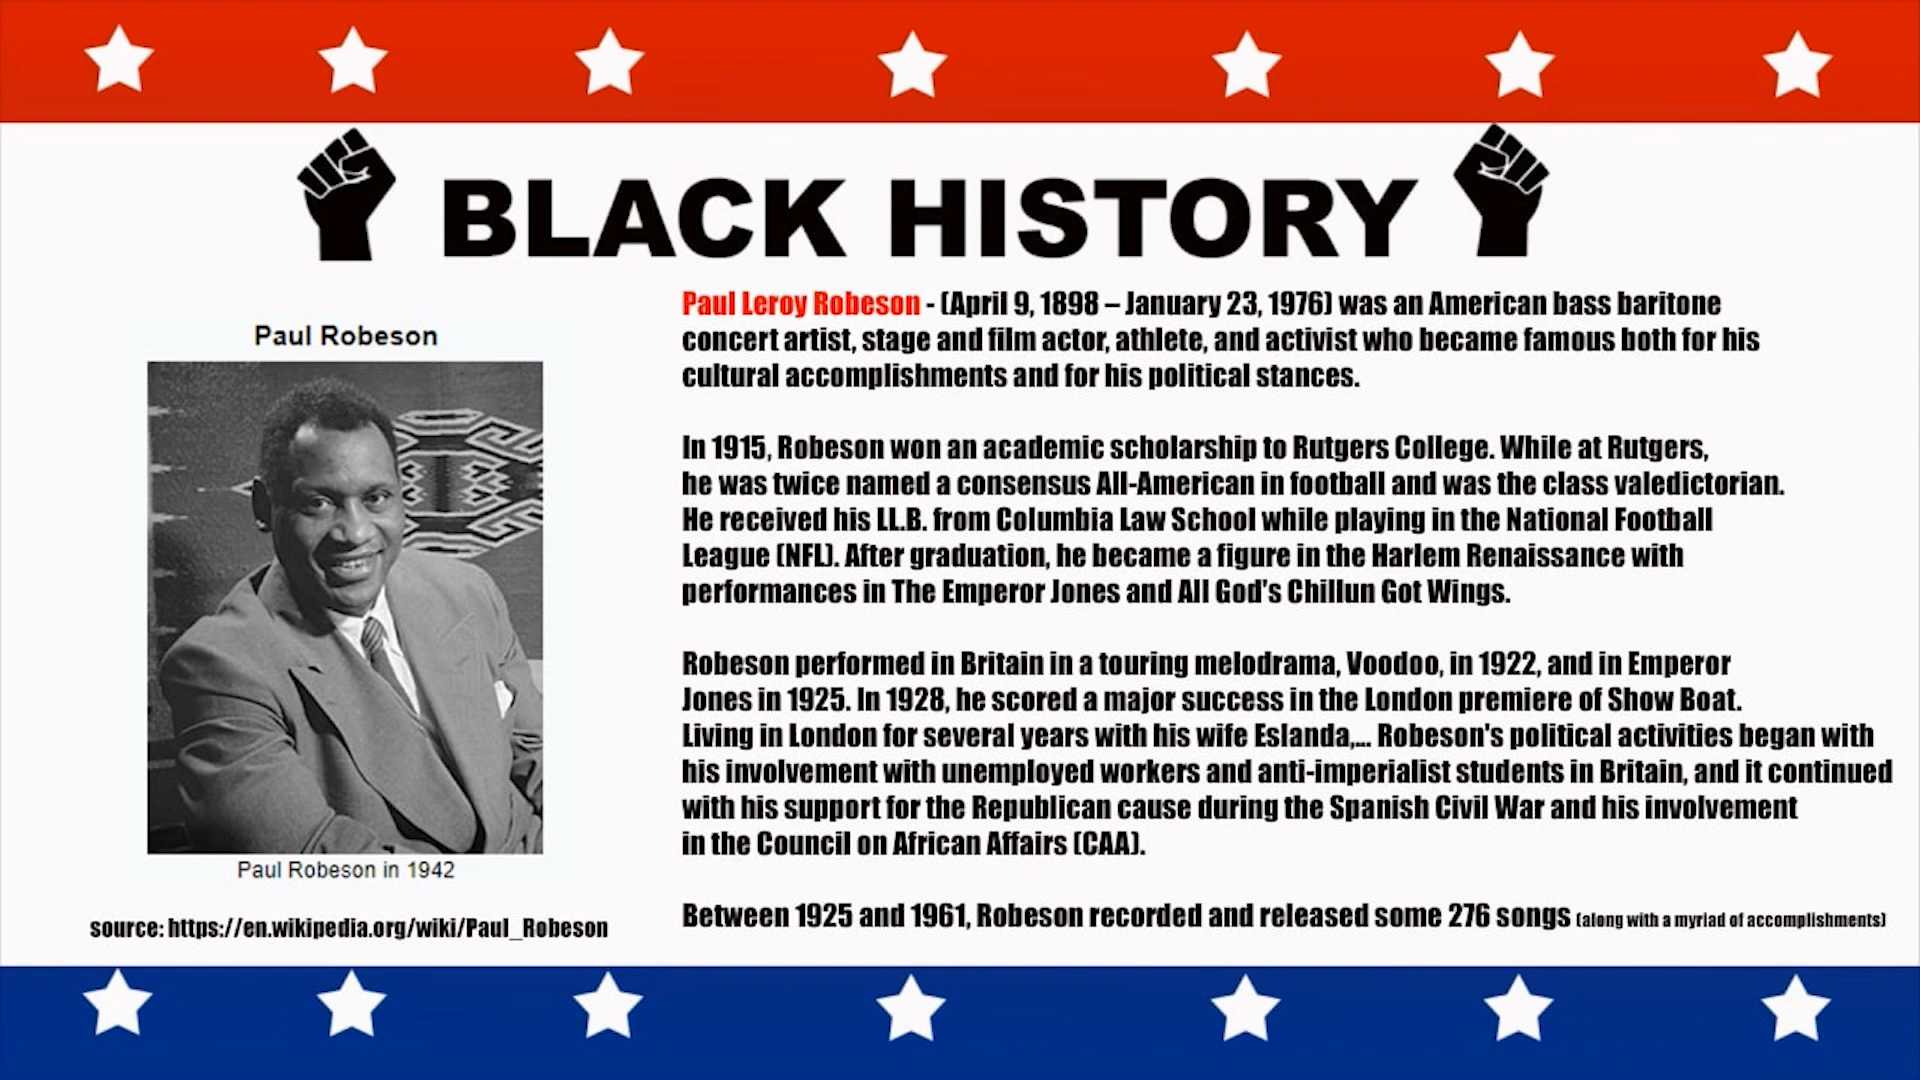 BLACK HISTORY
Paul Robeson
Paul Robeson in 1942
source: https://en.wikipedia.org/wiki/Paul_Robeson
Paul Leroy Robeson - (April 9, 1898 – January 23, 1976) was an American bass baritone
concert artist, stage and film actor, athlete, and activist who became famous both for his
cultural accomplishments and for his political stances.
In 1915, Robeson won an academic scholarship to Rutgers College. While at Rutgers,
he was twice named a consensus All-American in football and was the class valedictorian.
He received his LL.B. from Columbia Law School while playing in the National Football
League (NFL). After graduation, he became a figure in the Harlem Renaissance with
performances in The Emperor Jones and All God's Chillun Got Wings.
Robeson performed in Britain in a touring melodrama, Voodoo, in 1922, and in Emperor
Jones in 1925. In 1928, he scored a major success in the London premiere of Show Boat.
Living in London for several years with his wife Eslanda,... Robeson's political activities began with
his involvement with unemployed workers and anti-imperialist students in Britain, and it continued
with his support for the Republican cause during the Spanish Civil War and his involvement
in the Council on African Affairs (CAA).
Between 1925 and 1961, Robeson recorded and released some 276 songs (along with a myriad of accomplishments)